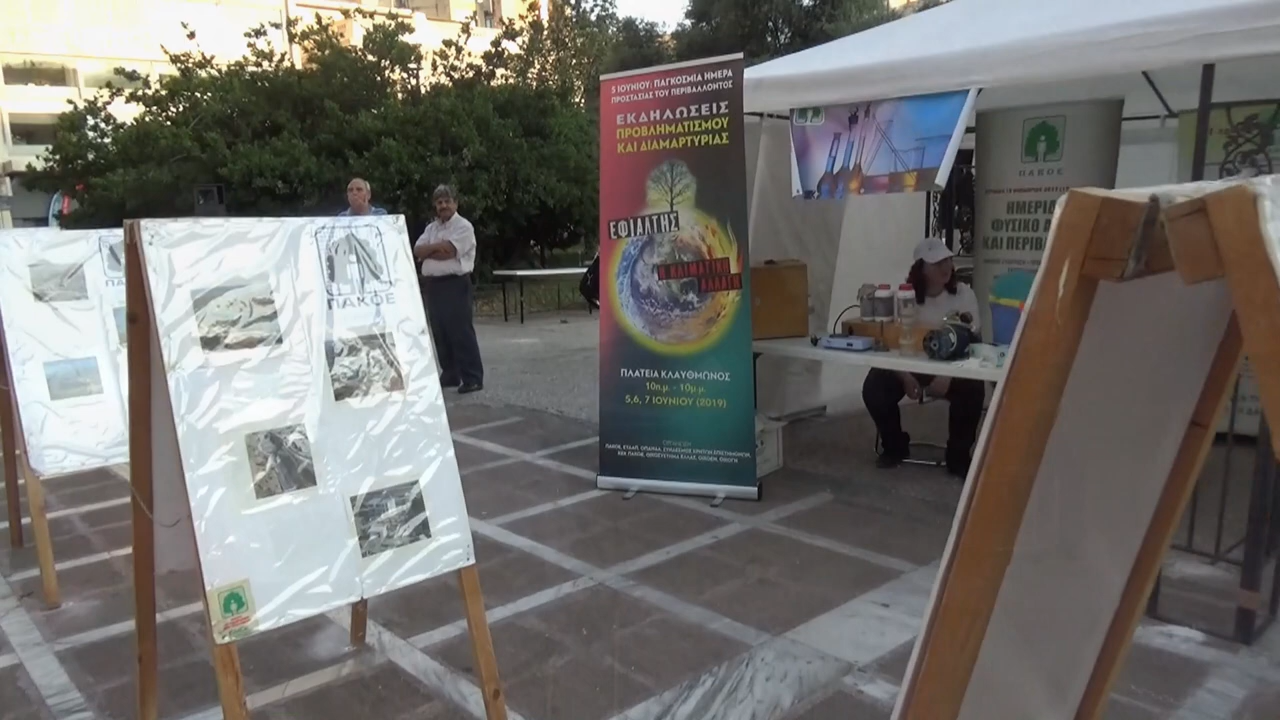 5 ΙΟΥΝΙΟΥ: ΠΑΓΚΟΣΜΙΑ ΗΜΕΡΑ
ΠΡΟΣΤΑΣΙΑΣ ΤΟΥ ΠΕΡΙΒΑΛΛΟΝΤΟΣ
ΕΚΔΗΛΩΣΕΙΣ
ΠΡΟΒΛΗΜΑΤΙΣΜΟΥ
ΚΑΙ ΔΙΑΜΑΡΤΥΡΙΑΣ
ΕΦΙΑΛΤΗΣ
Η ΚΛΙΜΑΤΙΚΗ
ΑΛΛΑΓΗ
ΠΛΑΤΕΙΑ ΚΛΑΥΘΜΩΝΟΣ
10π.μ. - 10μ.μ.
5,6, 7 ΙΟΥΝΙΟΥ (2019)
ΠΑΚΟΕ
ΠΑΚΟΕ
ΗΜΕΡΙΔ
ΦΥΣΙΚΟ
ΚΑΙ ΠΕΡΙΒ